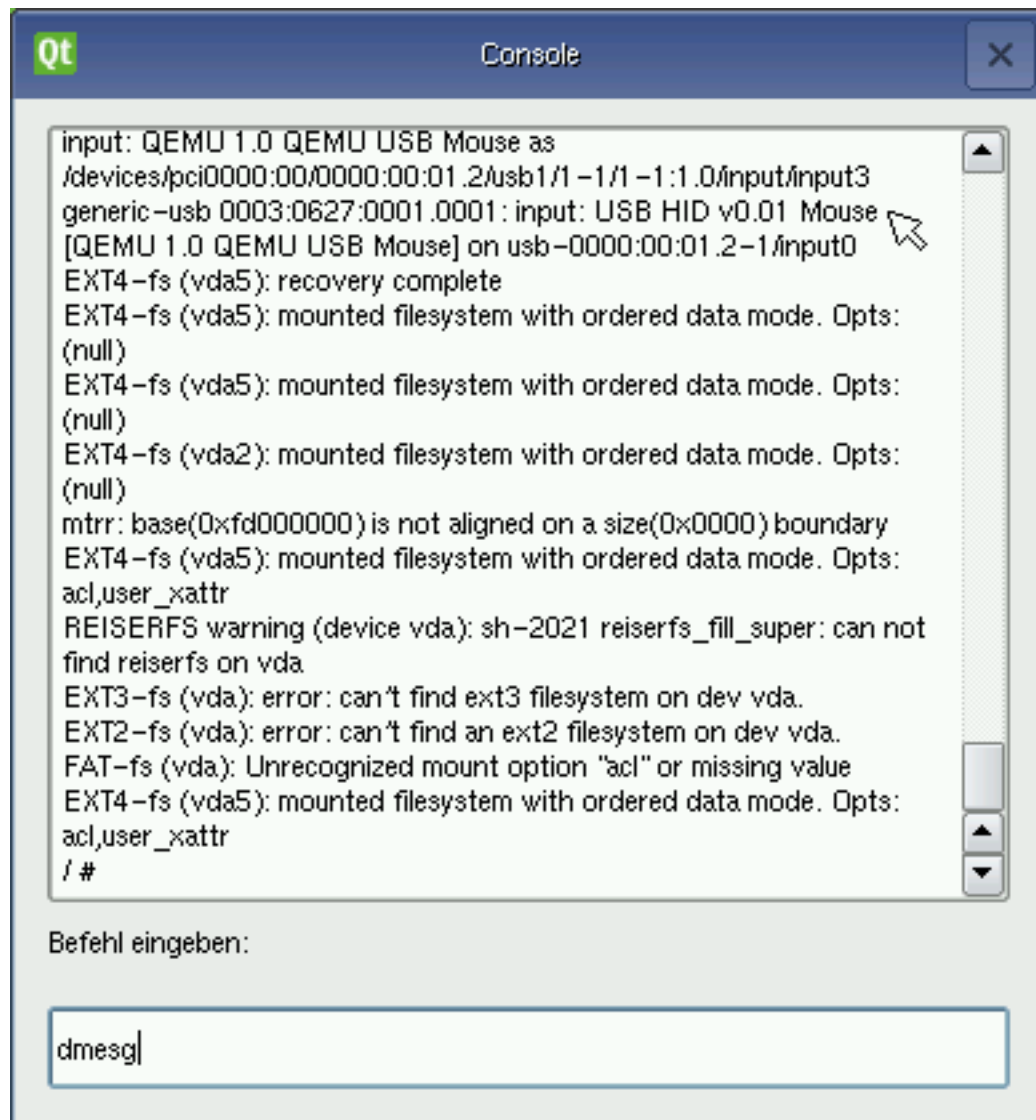 Qt
Console
input: QEMU 1.0 QEMU USB Mouse as
/devices/pci0000:00/0000:00:01.2/usb1/1-1/1-1:1.0/input/input3
generic-usb 0003:0627:0001.0001: input: USB HID v0.01 Mouse
[QEMU 1.0 QEMU USB Mouse] on usb-0000:00:01.2-1/input0
EXT4-fs (vda5): recovery complete
EXT4-fs (vda5): mounted filesystem with ordered data mode. Opts:
(null)
EXT4-fs (vda5): mounted filesystem with ordered data mode. Opts:
(null)
EXT4-fs (vda2): mounted filesystem with ordered data mode. Opts:
(null)
mtrr: base(0xfd000000) is not aligned on a size(0x0000) boundary
EXT4-fs (vda5): mounted filesystem with ordered data mode. Opts:
acl,user_xattr
REISERFS warning (device vda): sh-2021 reiserfs_fill_super: can not
find reiserfs on vda
EXT3-fs (vda): error: can't find ext3 filesystem on dev vda.
EXT2-fs (vda): error: can't find an ext2 filesystem on dev vda.
FAT-fs (vda): Unrecognized mount option "acl" or missing value
EXT4-fs (vda5): mounted filesystem with ordered data mode. Opts:
acl,user_xattr
/ #
Befehl eingeben:
dmesg